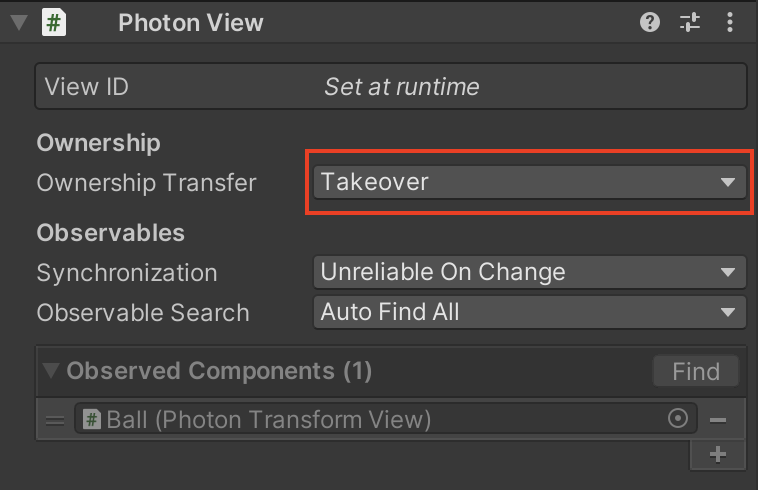 Photon View
View ID Set at runtime
Ownership
Ownership Transfer Takeover
Observables
Synchronization Unreliable On Change
Observable Search Auto Find All
Observed Components (1) Find
# Ball (Photon Transform View)